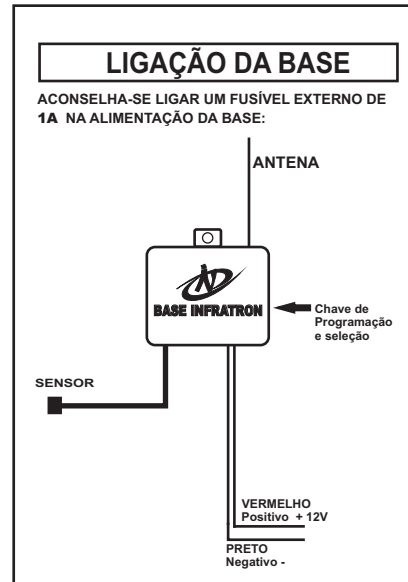 LIGAÇÃO DA BASE
ACONSELHA-SE LIGAR UM FUSÍVEL EXTERNO DE
1A NA ALIMENTAÇÃO DA BASE:
ANTENA
BASE INFRATRON
Chave de
Programação
e seleção
SENSOR
VERMELHO
Positivo + 12V
PRETO
Negativo -